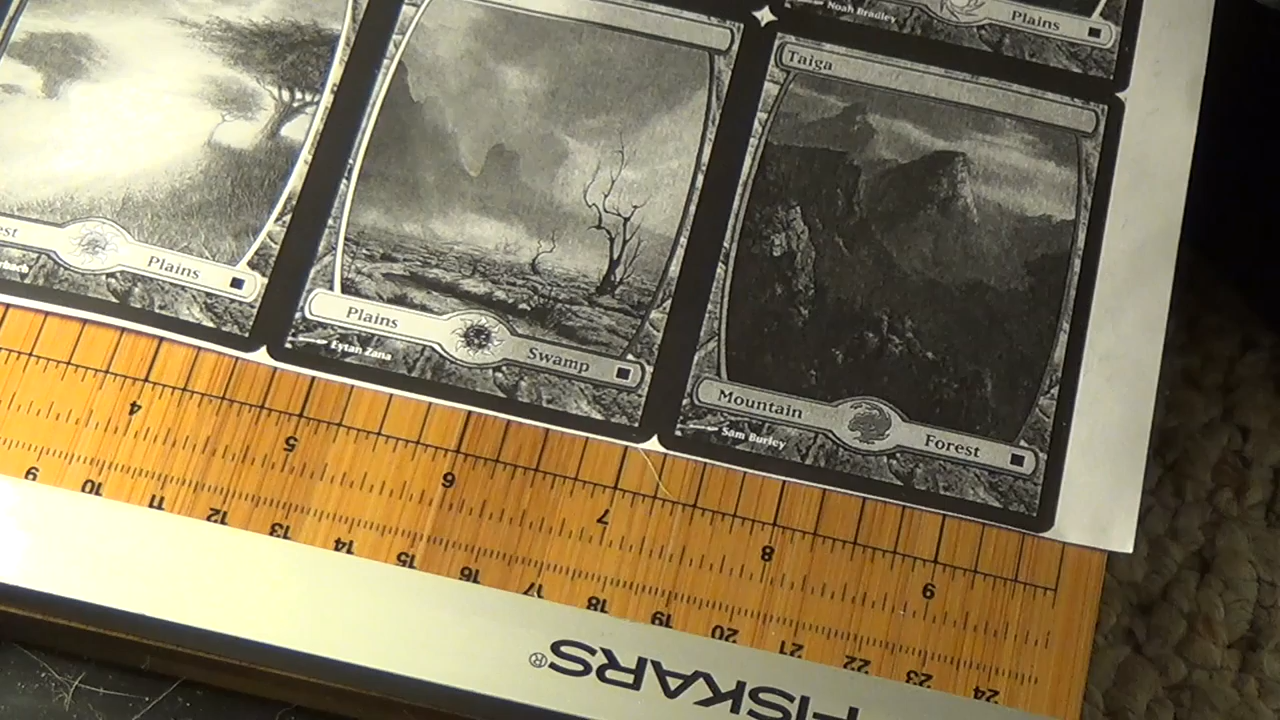 Noah Bradley
Plains
Taiga
Plains
Plains
Swamp
Eytan Zana
Mountain
Forest
Sam Burley
4 5 6 7 8 9
9 10 11 12 13 14 15 16 17 18 19 20 21 22 23 24
FISKARS®